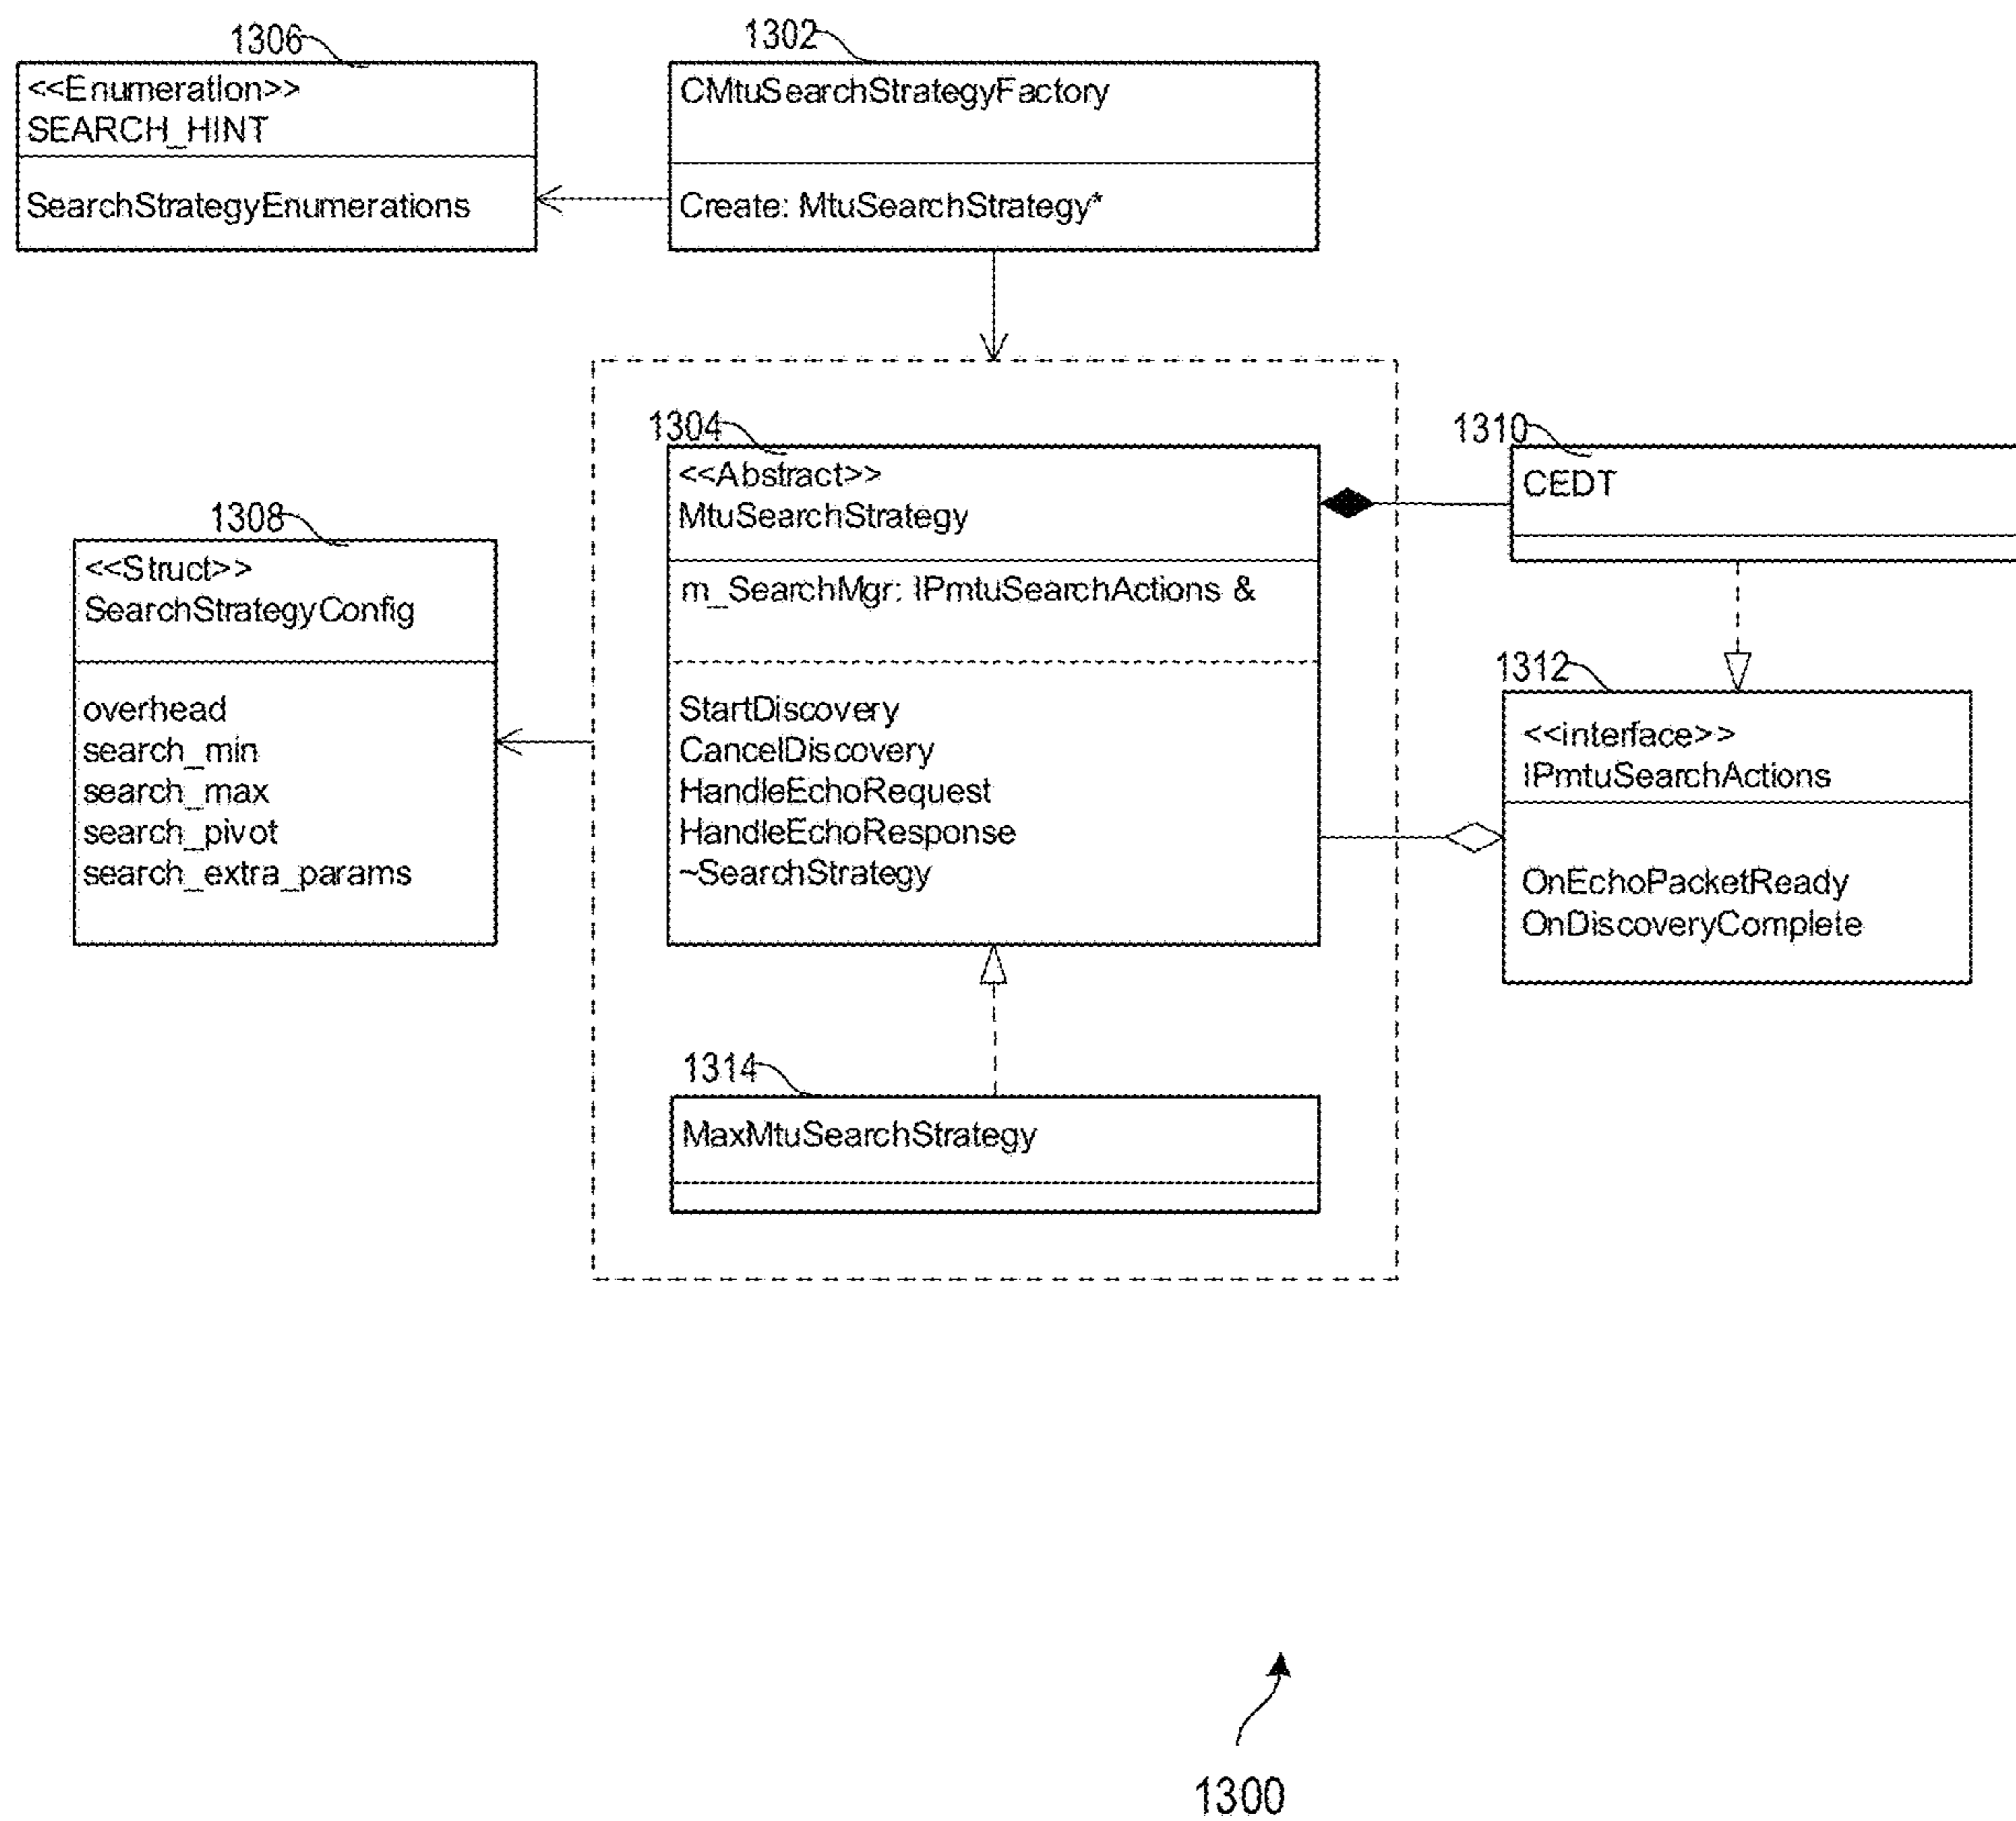 1306
<<Enumeration>>
SEARCH_HINT
SearchStrategyEnumerations
1302
CMtuSearchStrategyFactory
Create: MtuSearchStrategy*
1304
<<Abstract>>
MtuSearchStrategy
m_SearchMgr: IPmtuSearchActions &
StartDiscovery
CancelDiscovery
HandleEchoRequest
HandleEchoResponse
~SearchStrategy
1310
CEDT
1308
<<Struct>>
SearchStrategyConfig
overhead
search_min
search_max
search_pivot
search_extra_params
1312
<<interface>>
IPmtuSearchActions
OnEchoPacketReady
OnDiscoveryComplete
1314
MaxMtuSearchStrategy
1300